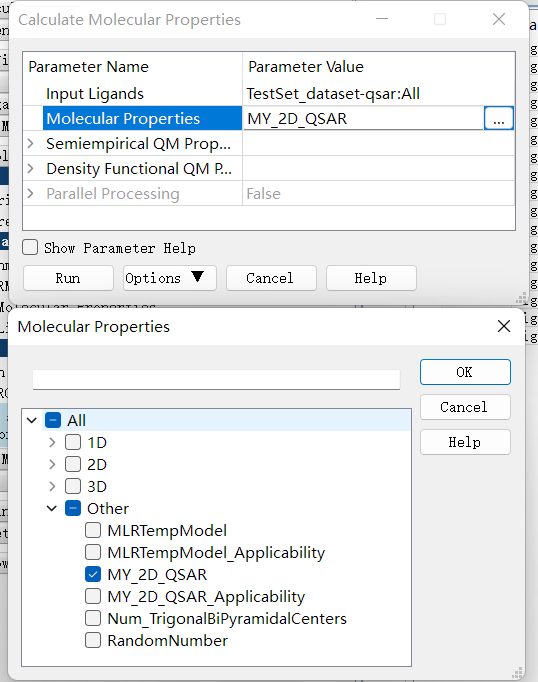 Calculate Molecular Properties
Parameter Name Parameter Value
Input Ligands TestSet_dataset-qsar:All
Molecular Properties MY_2D_QSAR ...
Semiempirical QM Prop...
Density Functional QM P...
Parallel Processing False
Show Parameter Help
Run Options ▼ Cancel Help
Molecular Properties
OK
Cancel
Help
All
1D
2D
3D
Other
MLRTempModel
MLRTempModel_Applicability
MY_2D_QSAR
MY_2D_QSAR_Applicability
Num_TrigonalBiPyramidalCenters
RandomNumber